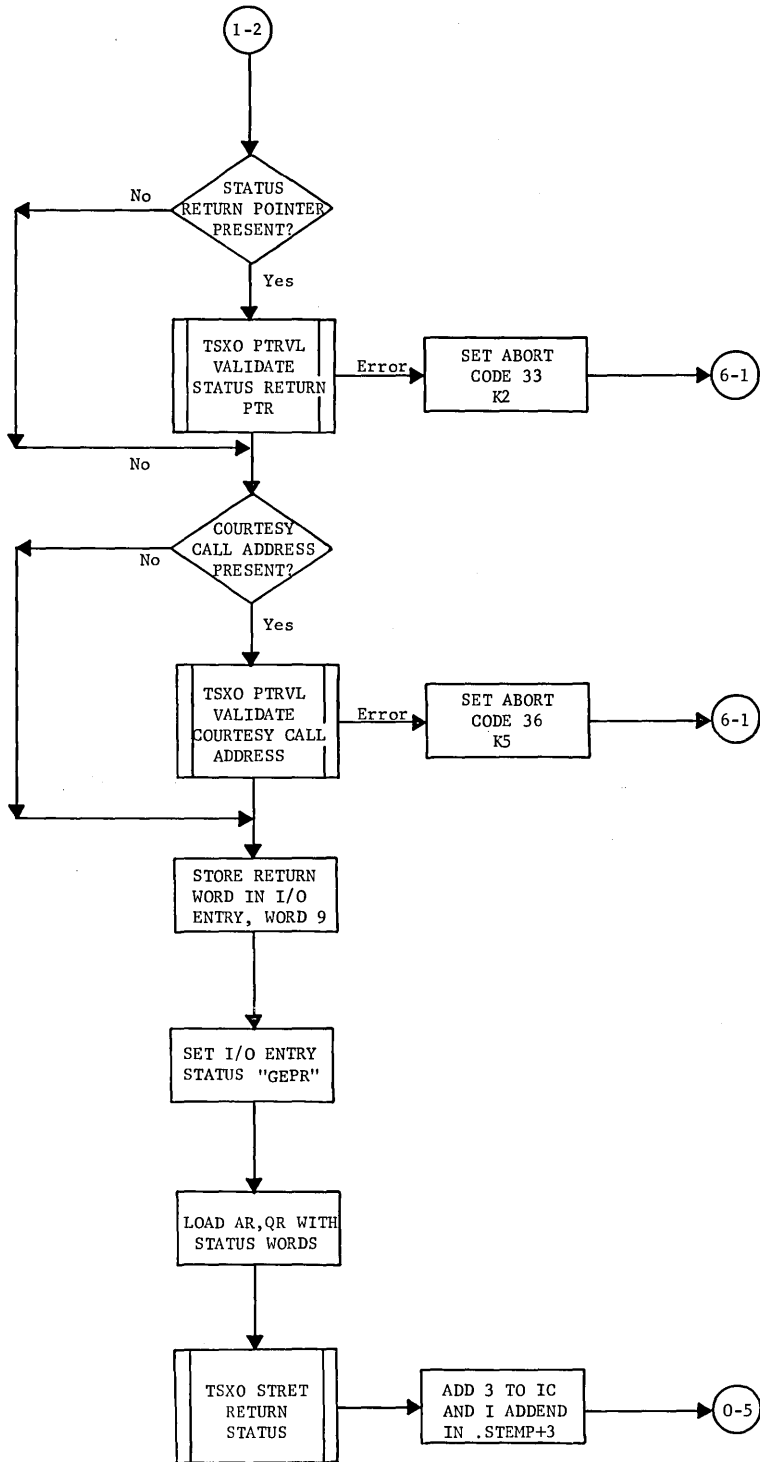 1-2
STATUS
RETURN POINTER
PRESENT?
No
Yes
TSXO PTRVL
VALIDATE
STATUS RETURN
PTR
Error
SET ABORT
CODE 33
K2
6-1
No
COURTESY
CALL ADDRESS
PRESENT?
No
Yes
TSXO PTRVL
VALIDATE
COURTESY CALL
ADDRESS
Error
SET ABORT
CODE 36
K5
6-1
STORE RETURN
WORD IN I/O
ENTRY, WORD 9
SET I/O ENTRY
STATUS "GEPR"
LOAD AR,QR WITH
STATUS WORDS
TSXO STRET
RETURN
STATUS
ADD 3 TO IC
AND I ADDEND
IN .STEMP+3
0-5